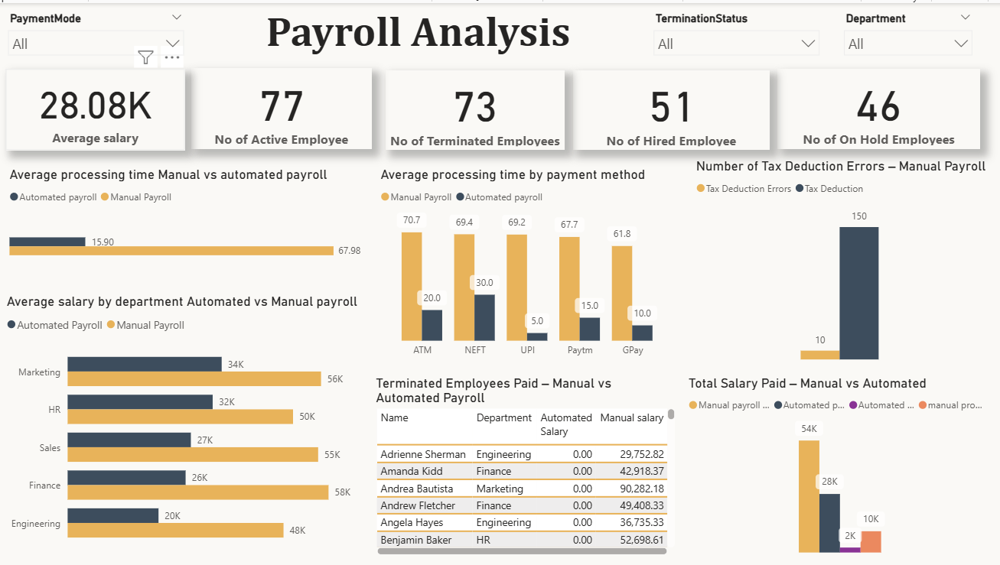 PaymentMode
All
Payroll Analysis
TerminationStatus
All
Department
All
28.08K
Average salary
77
No of Active Employee
73
No of Terminated Employees
51
No of Hired Employee
46
No of On Hold Employees
Average processing time Manual vs automated payroll
Automated payroll Manual Payroll
15.90
67.98
Average processing time by payment method
Manual Payroll Automated payroll
70.7 69.4 69.2 67.7 61.8
20.0 30.0 5.0 15.0 10.0
ATM NEFT UPI Paytm GPay
Number of Tax Deduction Errors – Manual Payroll
Tax Deduction Errors Tax Deduction
150
10
Average salary by department Automated vs Manual payroll
Automated Payroll Manual Payroll
Marketing 34K
56K
HR 32K
50K
Sales 27K
55K
Finance 26K
58K
Engineering 20K
48K
Terminated Employees Paid – Manual vs
Automated Payroll
Name Department Automated Salary Manual salary
Adrienne Sherman Engineering 0.00 29,752.82
Amanda Kidd Finance 0.00 42,918.37
Andrea Bautista Marketing 0.00 90,282.18
Andrew Fletcher Finance 0.00 49,408.33
Angela Hayes Engineering 0.00 36,735.33
Benjamin Baker HR 0.00 52,698.61
Total Salary Paid – Manual vs Automated
Manual payroll ... Automated p... Automated ... manual pro...
54K
28K
2K
10K